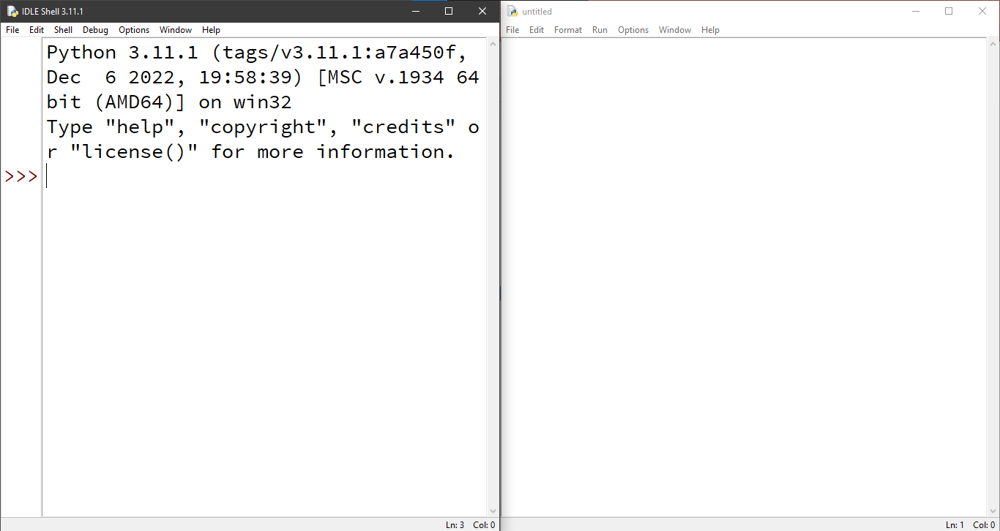 IDLE Shell 3.11.1
File Edit Shell Debug Options Window Help
Python 3.11.1 (tags/v3.11.1:a7a450f,
Dec  6 2022, 19:58:39) [MSC v.1934 64
bit (AMD64)] on win32
Type "help", "copyright", "credits" o
r "license()" for more information.
>>>
Ln: 3 Col: 0
untitled
File Edit Format Run Options Window Help
Ln: 1 Col: 0